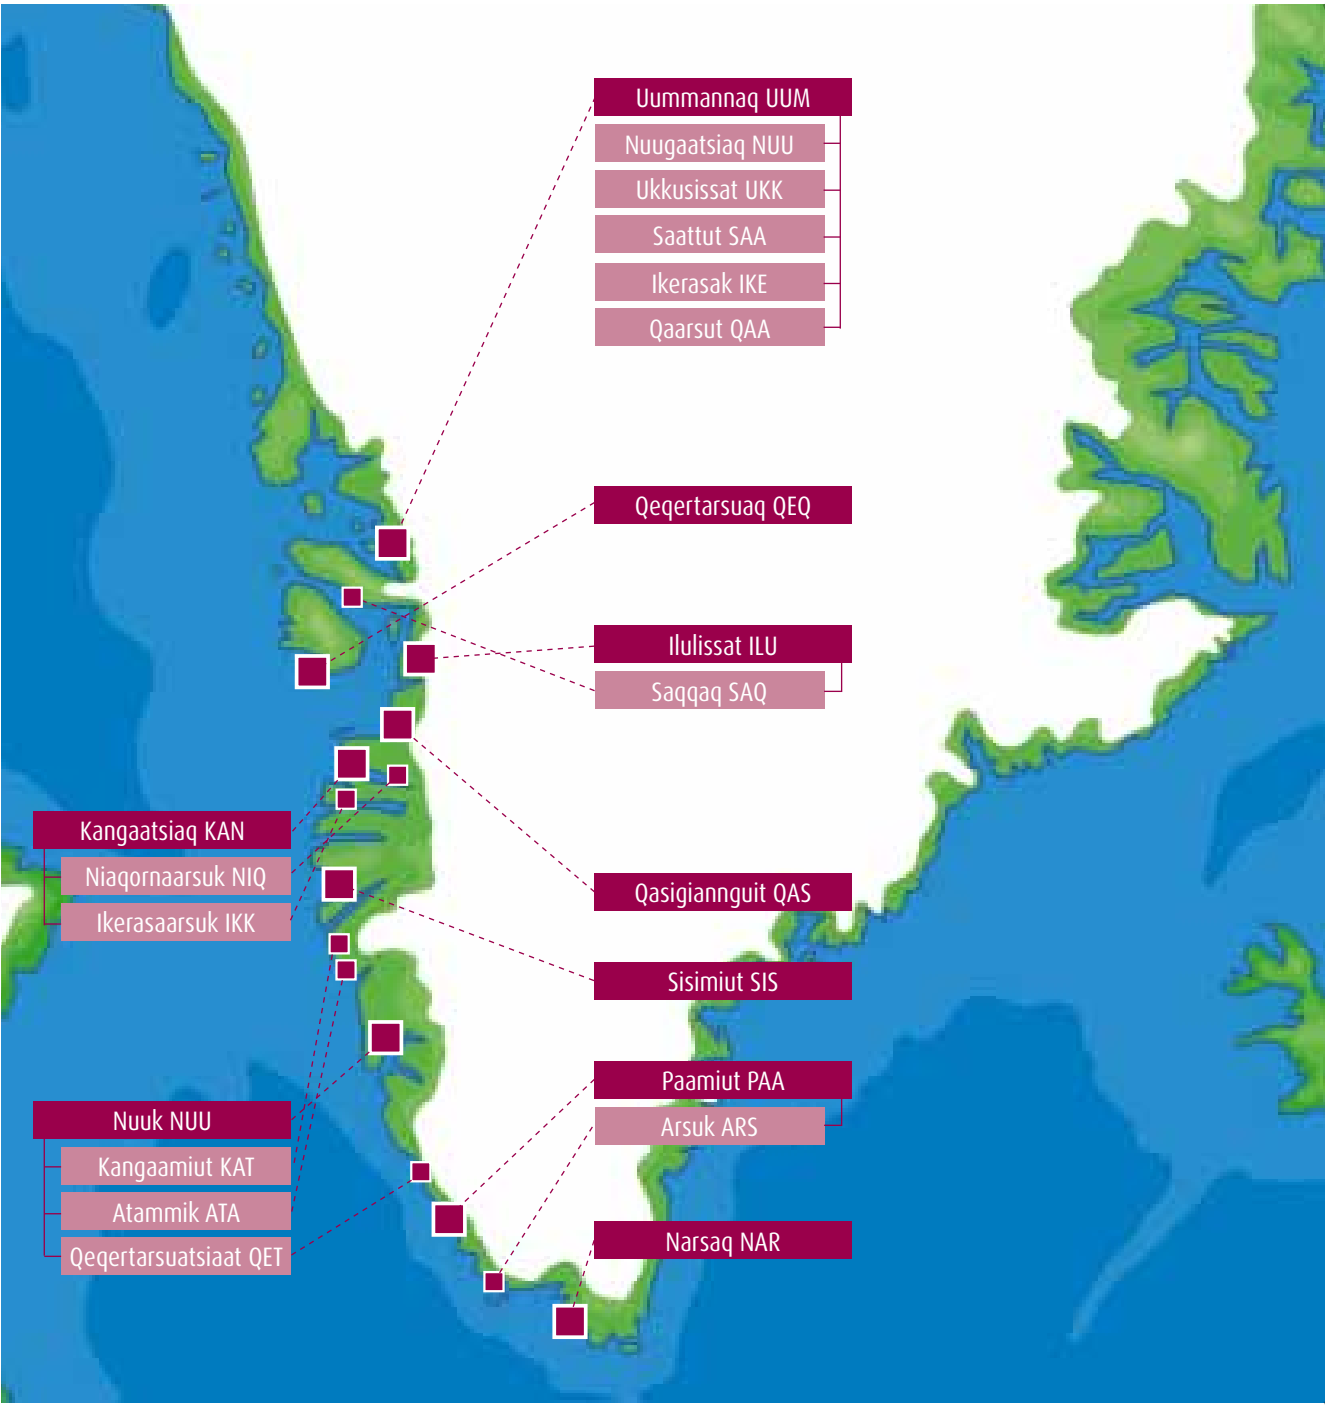 Uummannaq UUM
Nuugaatsiaq NUU
Ukkusissat UKK
Saattut SAA
Ikerasak IKE
Qaarsut QAA
Qeqertarsuaq QEQ
Ilulissat ILU
Saqqaq SAQ
Kangaatsiaq KAN
Niaqornaarsuk NIQ
Ikerasaarsuk IKK
Qasigiannguit QAS
Sisimiut SIS
Paamiut PAA
Arsuk ARS
Nuuk NUU
Kangaamiut KAT
Atammik ATA
Qeqertarsuatsiaat QET
Narsaq NAR